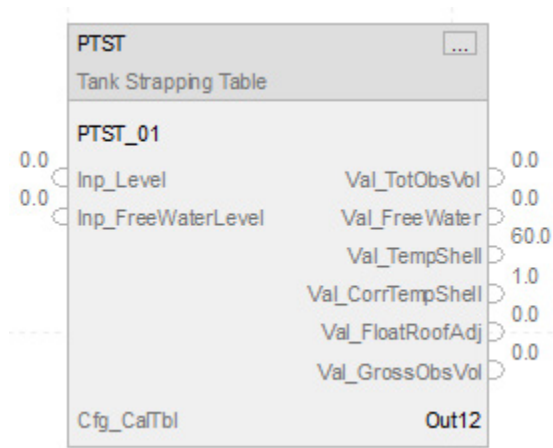 PTST ...
Tank Strapping Table
PTST_01
0.0 Inp_Level Val_TotObsVol 0.0
0.0 Inp_FreeWaterLevel Val_FreeWater 0.0
Val_TempShell 60.0
Val_CorrTempShell 1.0
Val_FloatRoofAdj 0.0
Val_GrossObsVol 0.0
Cfg_CalTbl Out12